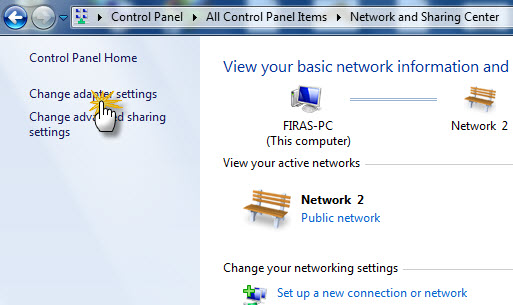 Control Panel ▸ All Control Panel Items ▸ Network and Sharing Center
Control Panel Home
Change adapter settings
Change advanced sharing
settings
View your basic network information and
FIRAS-PC
(This computer)
Network 2
View your active networks
Network 2
Public network
Change your networking settings
Set up a new connection or network